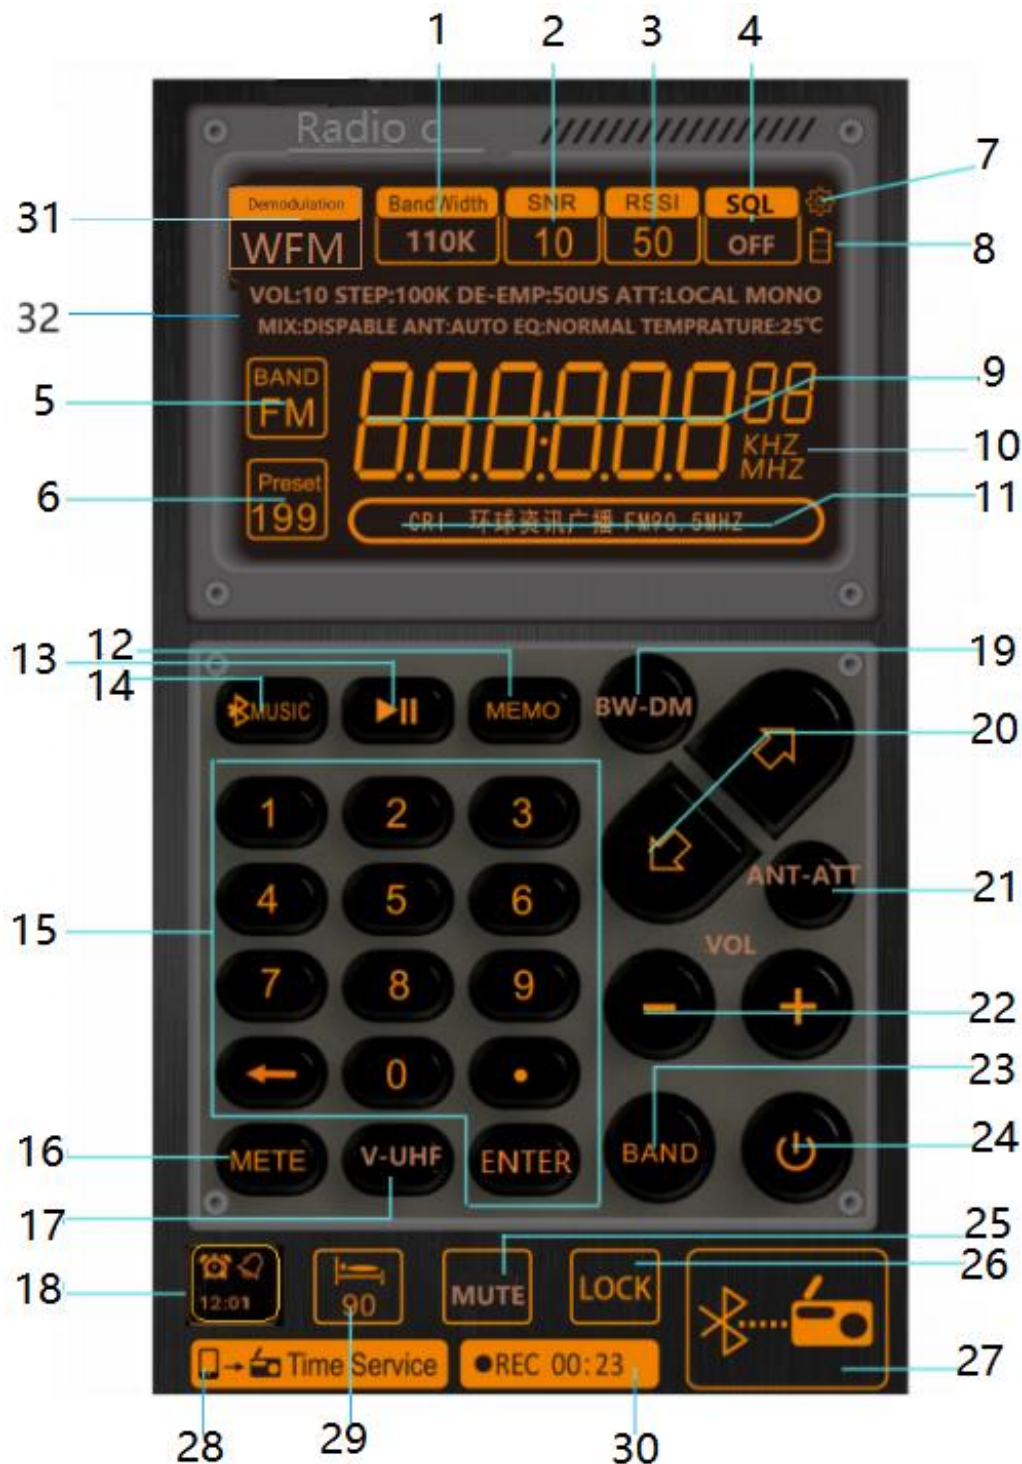 1 2 3 4
Radio c
7
Demodulation BandWidth SNR RSSI SQL
31
WFM 110K 10 50 OFF
8
VOL:10 STEP:100K DE-EMP:50US ATT:LOCAL MONO
32
MIX:DISPABLE ANT:AUTO EQ:NORMAL TEMPRATURE:25℃
BAND
5
FM
88:88:88 88
9
KHZ
10
MHZ
Preset
6
199
11
CRI 环球资讯广播 FM90.5MHZ
12
13
14
19
MUSIC MEMO BW-DM
20
1 2 3
4 5 6
ANT-ATT
21
15
VOL
7 8 9
- +
22
0 .
23
16
METE V-UHF ENTER BAND
24
17
25
26
18
12:01
90
MUTE
LOCK
27
Time Service
REC 00:23
28 29 30